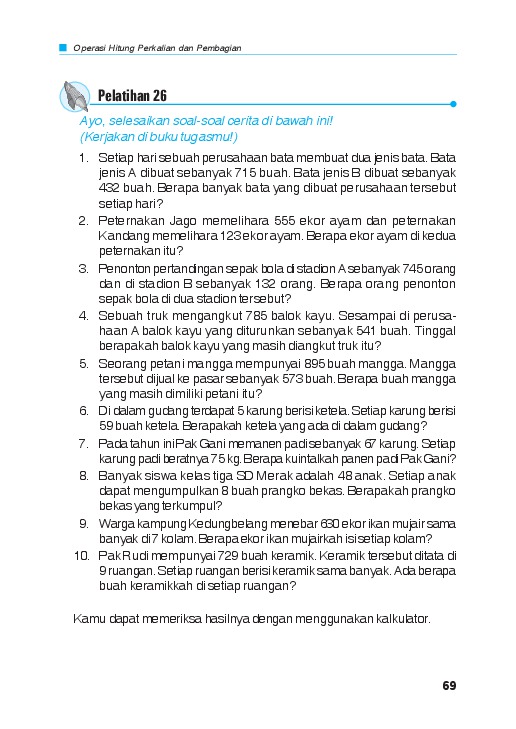 Operasi Hitung Perkalian dan Pembagian
Pelatihan 26
Ayo, selesaikan soal-soal cerita di bawah ini!
(Kerjakan di buku tugasmu!)
1. Setiap hari sebuah perusahaan bata membuat dua jenis bata. Bata
jenis A dibuat sebanyak 715 buah. Bata jenis B dibuat sebanyak
432 buah. Berapa banyak bata yang dibuat perusahaan tersebut
setiap hari?
2. Peternakan Jago memelihara 555 ekor ayam dan peternakan
Kandang memelihara 123 ekor ayam. Berapa ekor ayam di kedua
peternakan itu?
3. Penonton pertandingan sepak bola di stadion A sebanyak 745 orang
dan di stadion B sebanyak 132 orang. Berapa orang penonton
sepak bola di dua stadion tersebut?
4. Sebuah truk mengangkut 785 balok kayu. Sesampai di perusa-
haan A balok kayu yang diturunkan sebanyak 541 buah. Tinggal
berapakah balok kayu yang masih diangkut truk itu?
5. Seorang petani mangga mempunyai 895 buah mangga. Mangga
tersebut dijual ke pasar sebanyak 573 buah. Berapa buah mangga
yang masih dimiliki petani itu?
6. Di dalam gudang terdapat 5 karung berisi ketela. Setiap karung berisi
59 buah ketela. Berapakah ketela yang ada di dalam gudang?
7. Pada tahun ini Pak Gani memanen padi sebanyak 67 karung. Setiap
karung padi beratnya 75 kg. Berapa kuintalkah panen padi Pak Gani?
8. Banyak siswa kelas tiga SD Merak adalah 48 anak. Setiap anak
dapat mengumpulkan 8 buah prangko bekas. Berapakah prangko
bekas yang terkumpul?
9. Warga kampung Kedungbelang menebar 630 ekor ikan mujair sama
banyak di 7 kolam. Berapa ekor ikan mujairkah isi setiap kolam?
10. Pak Rudi mempunyai 729 buah keramik. Keramik tersebut ditata di
9 ruangan. Setiap ruangan berisi keramik sama banyak. Ada berapa
buah keramikkah di setiap ruangan?
Kamu dapat memeriksa hasilnya dengan menggunakan kalkulator.
69